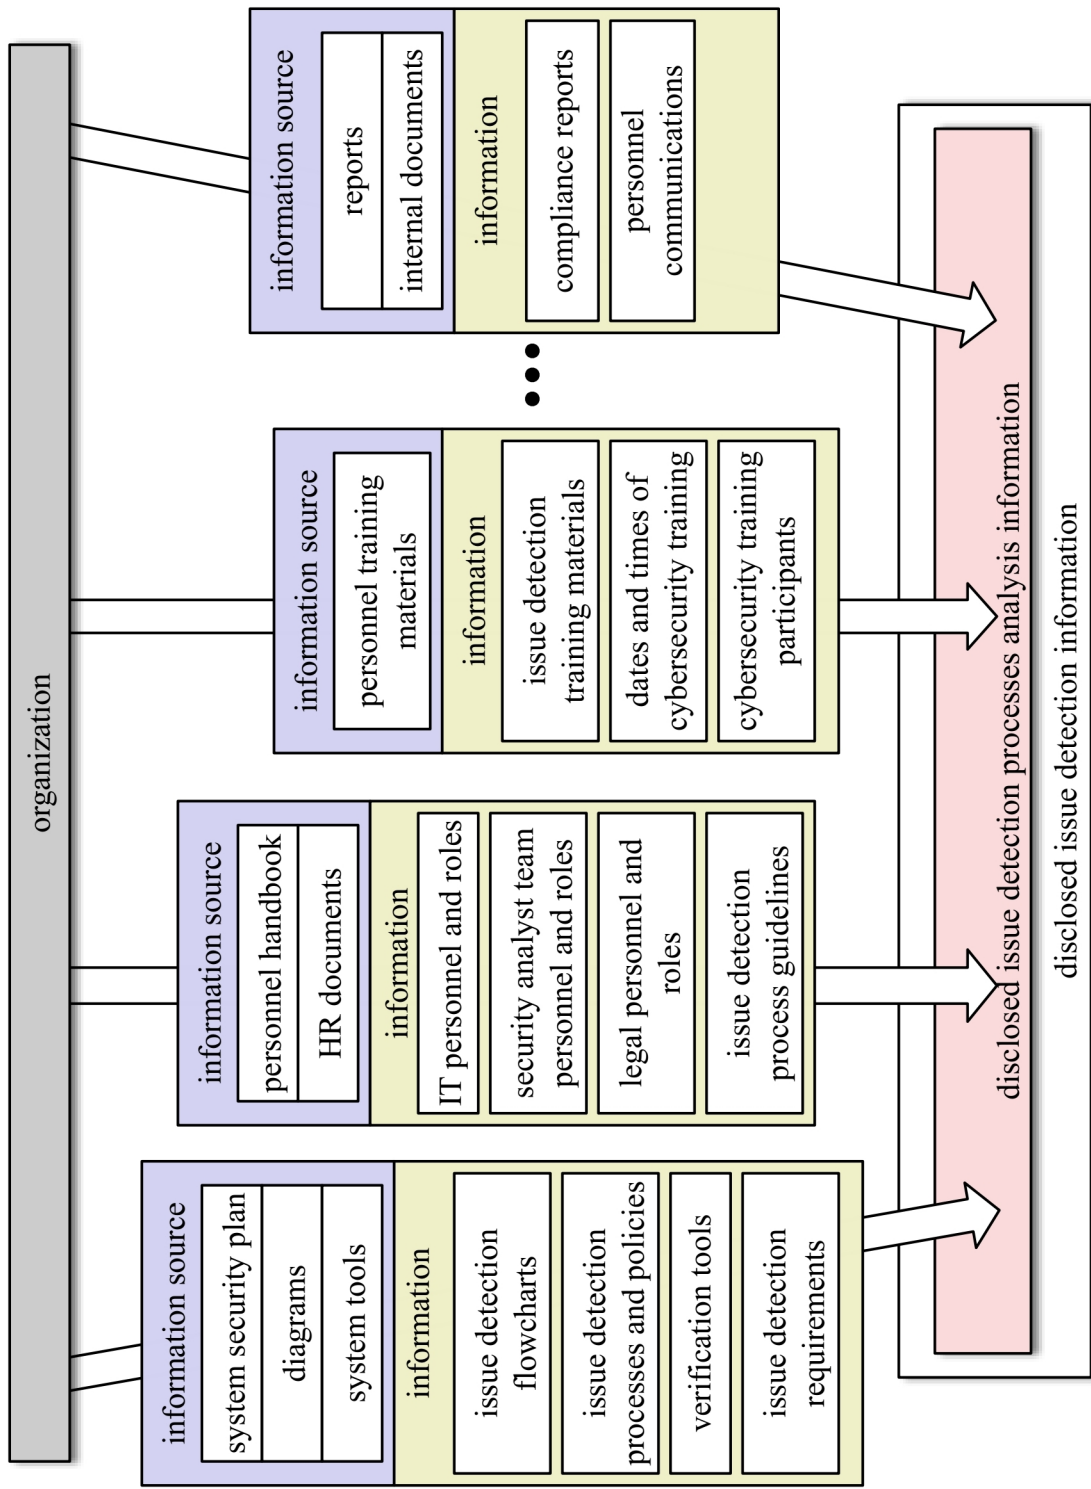 organization
information source
system security plan
diagrams
system tools
information
issue detection
flowcharts
issue detection
processes and policies
verification tools
issue detection
requirements
information source
personnel handbook
HR documents
information
IT personnel and roles
security analyst team
personnel and roles
legal personnel and
roles
issue detection
process guidelines
information source
personnel training
materials
information
issue detection
training materials
dates and times of
cybersecurity training
cybersecurity training
participants
information source
reports
internal documents
information
compliance reports
personnel
communications
disclosed issue detection processes analysis information
disclosed issue detection information